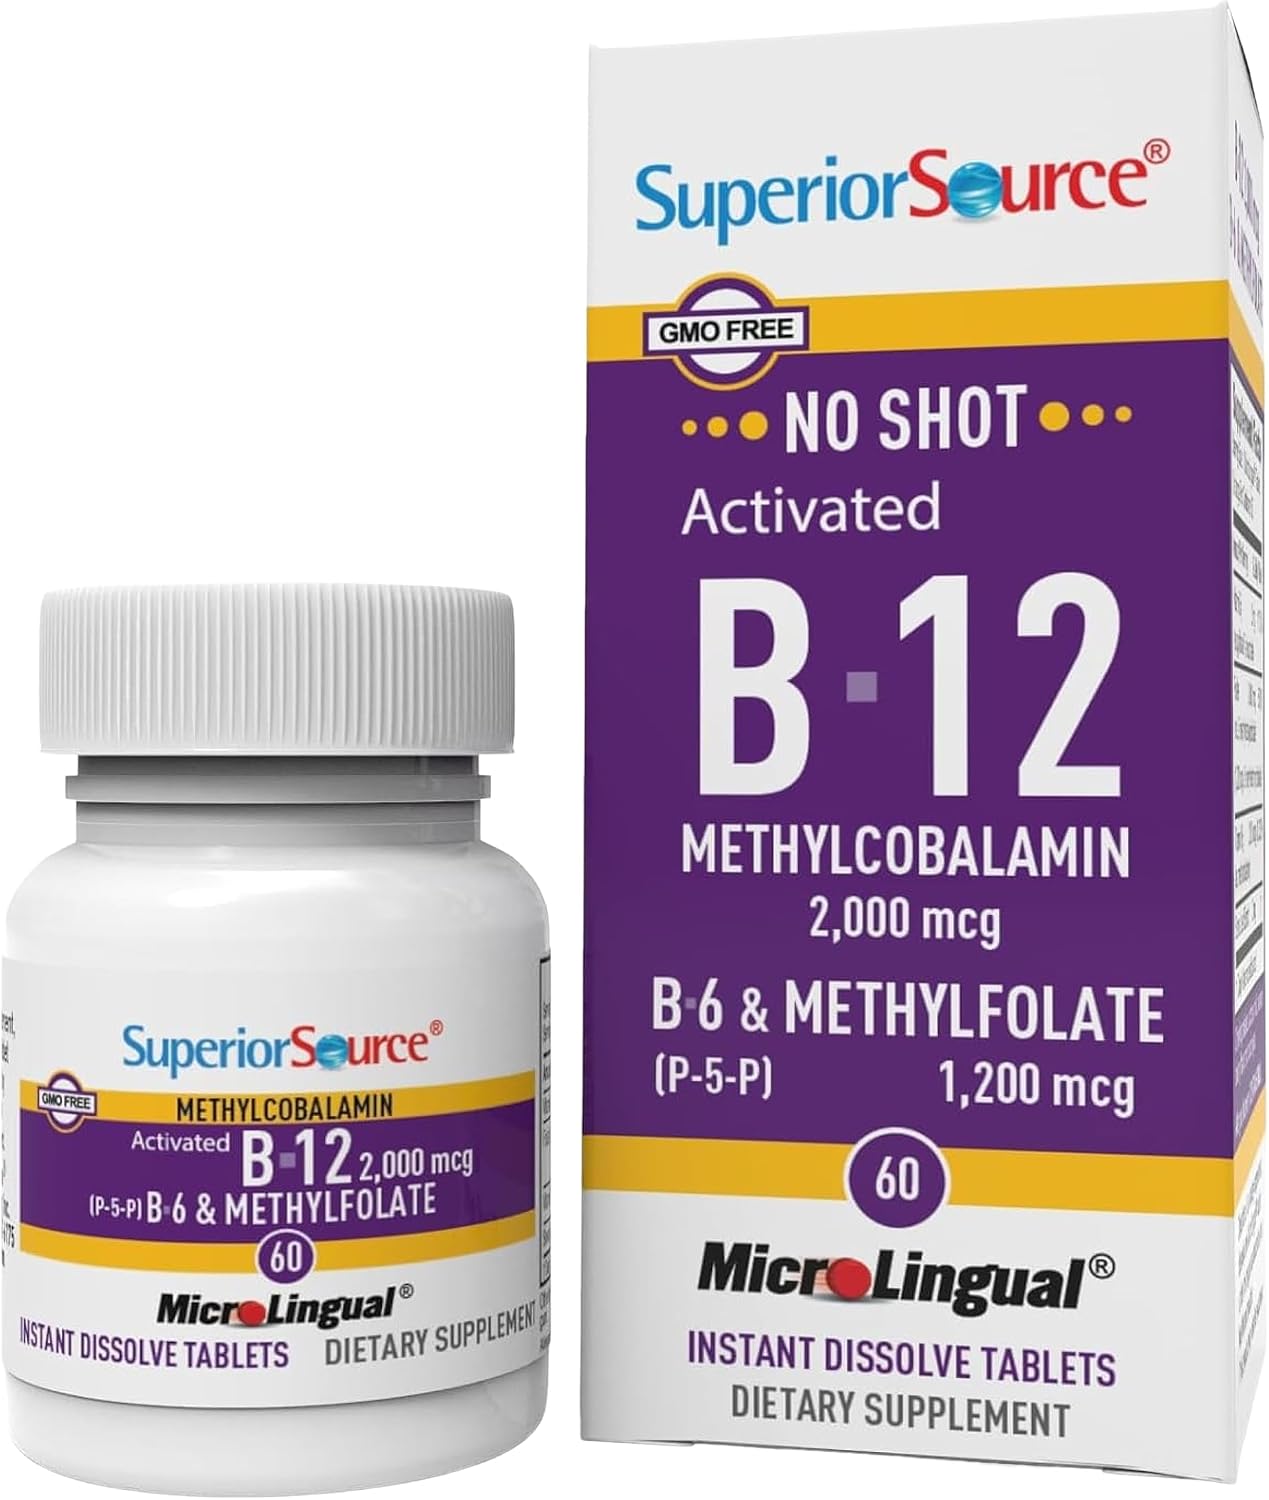 SuperiorSource®
GMO FREE
NO SHOT
Activated
B-12
METHYLCOBALAMIN
2,000 mcg
B-6 & METHYLFOLATE
(P-5-P) 1,200 mcg
60
MicroLingual®
INSTANT DISSOLVE TABLETS
DIETARY SUPPLEMENT
SuperiorSource®
GMO FREE
METHYLCOBALAMIN
Activated B-12 2,000 mcg
(P-5-P) B-6 & METHYLFOLATE
60
MicroLingual®
INSTANT DISSOLVE TABLETS DIETARY SUPPLEMENT